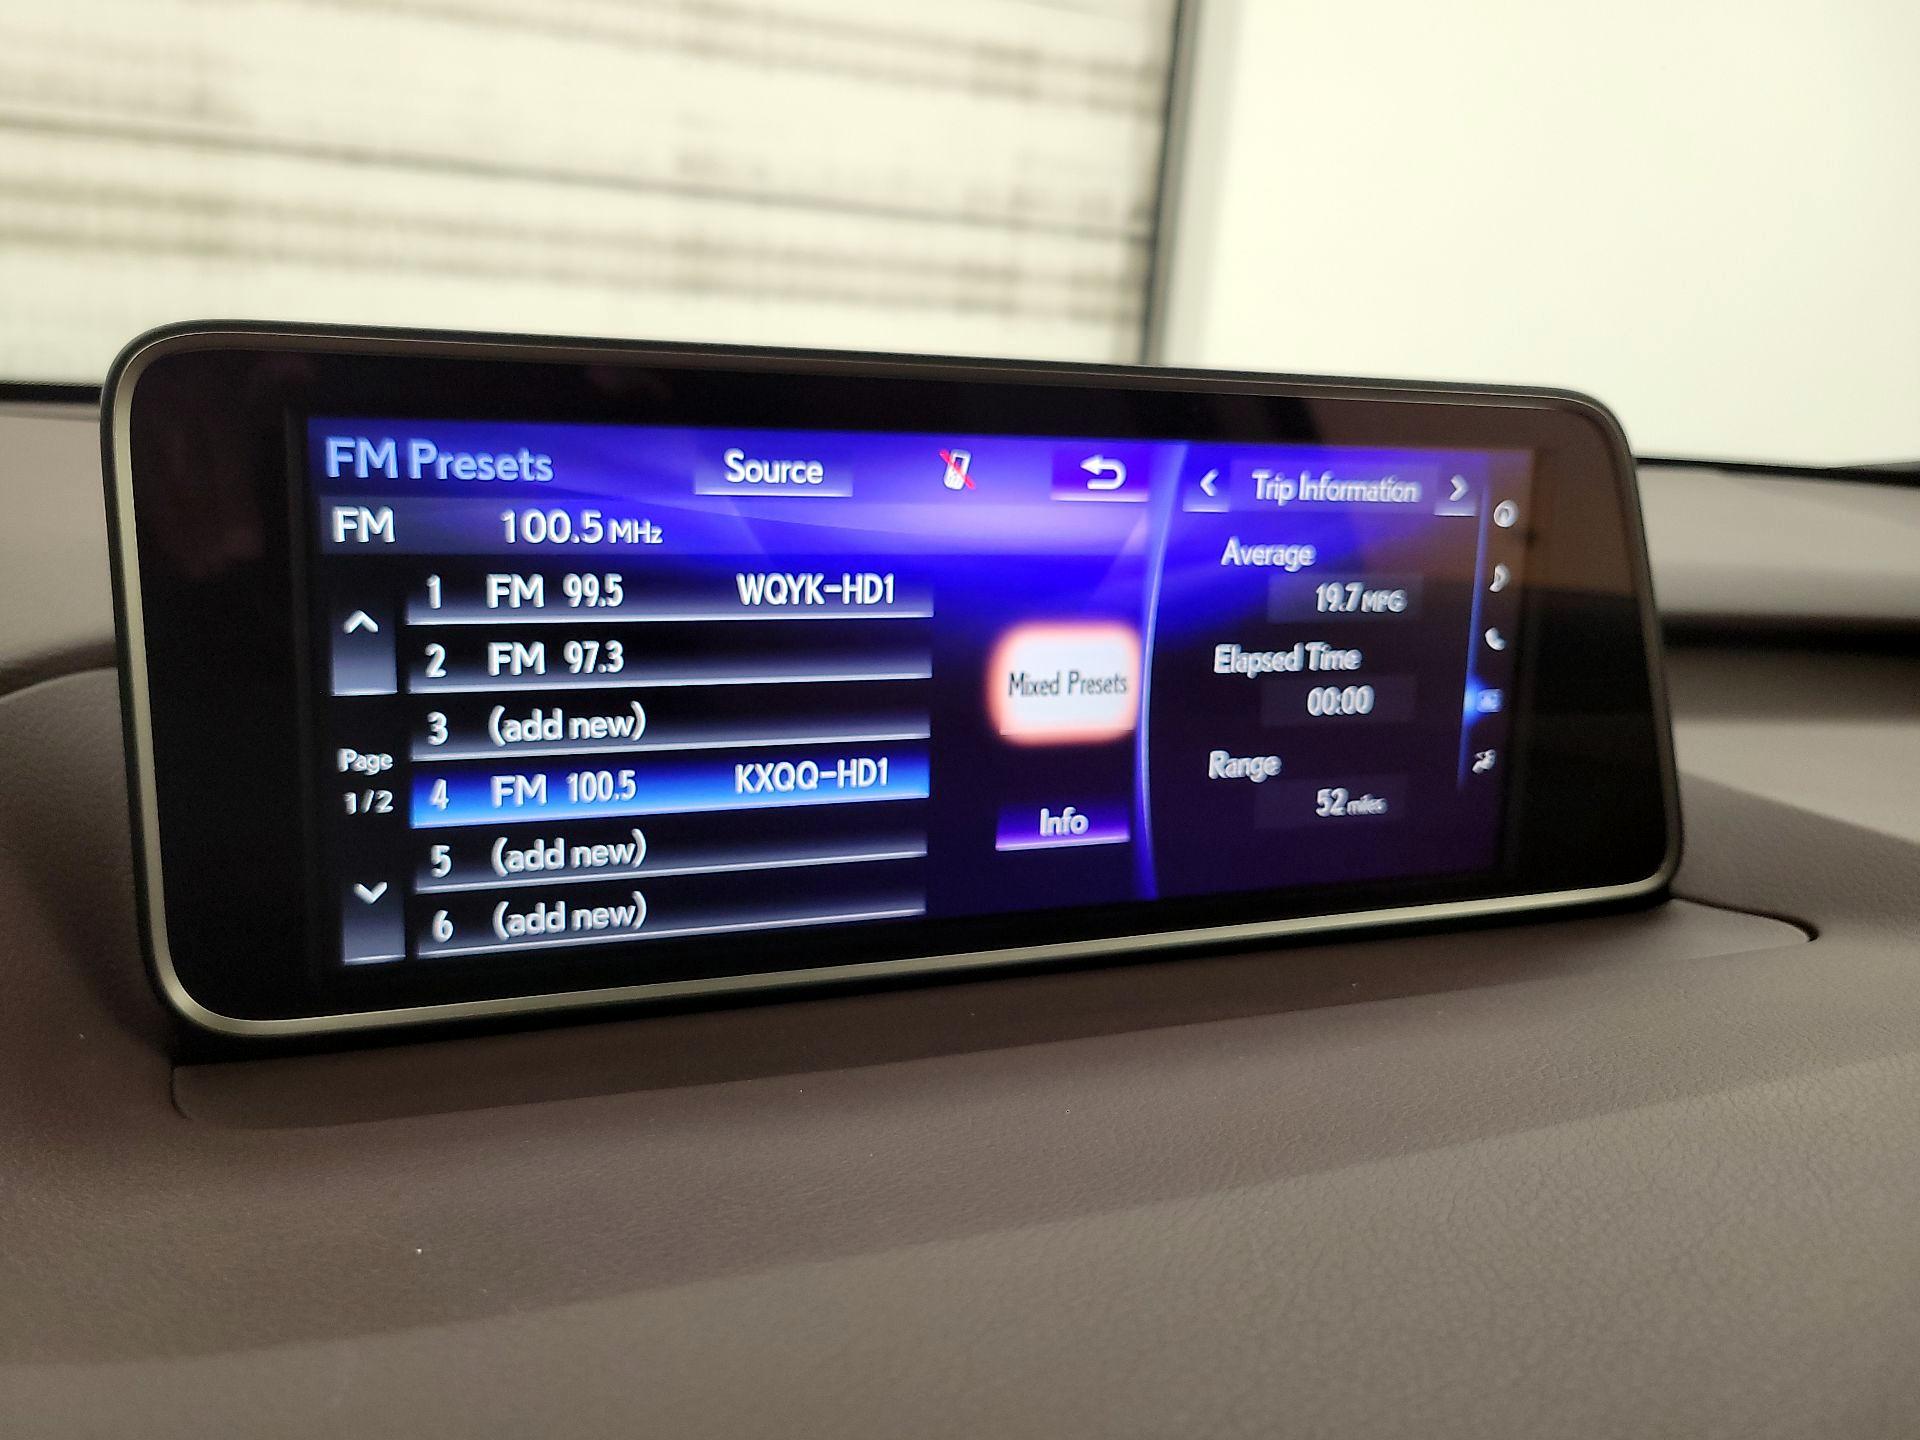 FM Presets
Source
FM 100.5 MHz
1 FM 99.5 WQYK-HD1
2 FM 97.3
3 (add new)
4 FM 100.5 KXQQ-HD1
5 (add new)
6 (add new)
Page
1/2
Mixed Presets
Info
Trip Information
Average
19.7 MPG
Elapsed Time
00:00
Range
52 miles